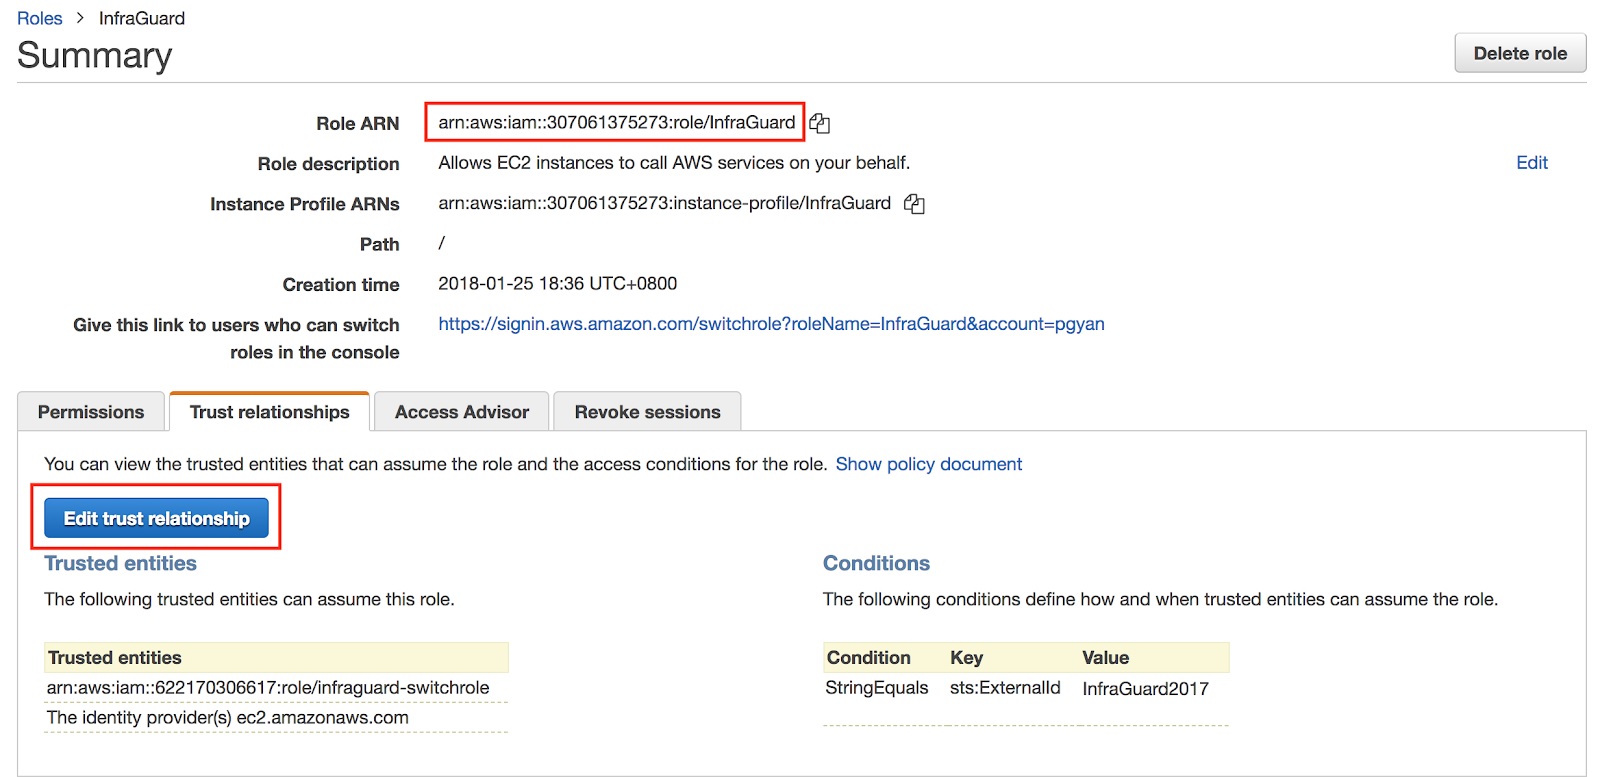 Roles > InfraGuard
Summary
Delete role
Role ARN arn:aws:iam::307061375273:role/InfraGuard
Role description Allows EC2 instances to call AWS services on your behalf. Edit
Instance Profile ARNs arn:aws:iam::307061375273:instance-profile/InfraGuard
Path /
Creation time 2018-01-25 18:36 UTC+0800
Give this link to users who can switch https://signin.aws.amazon.com/switchrole?roleName=InfraGuard&account=pgyan
roles in the console
Permissions Trust relationships Access Advisor Revoke sessions
You can view the trusted entities that can assume the role and the access conditions for the role. Show policy document
Edit trust relationship
Trusted entities
The following trusted entities can assume this role.
Trusted entities
arn:aws:iam::622170306617:role/infraguard-switchrole
The identity provider(s) ec2.amazonaws.com
Conditions
The following conditions define how and when trusted entities can assume the role.
Condition Key Value
StringEquals sts:ExternalId InfraGuard2017